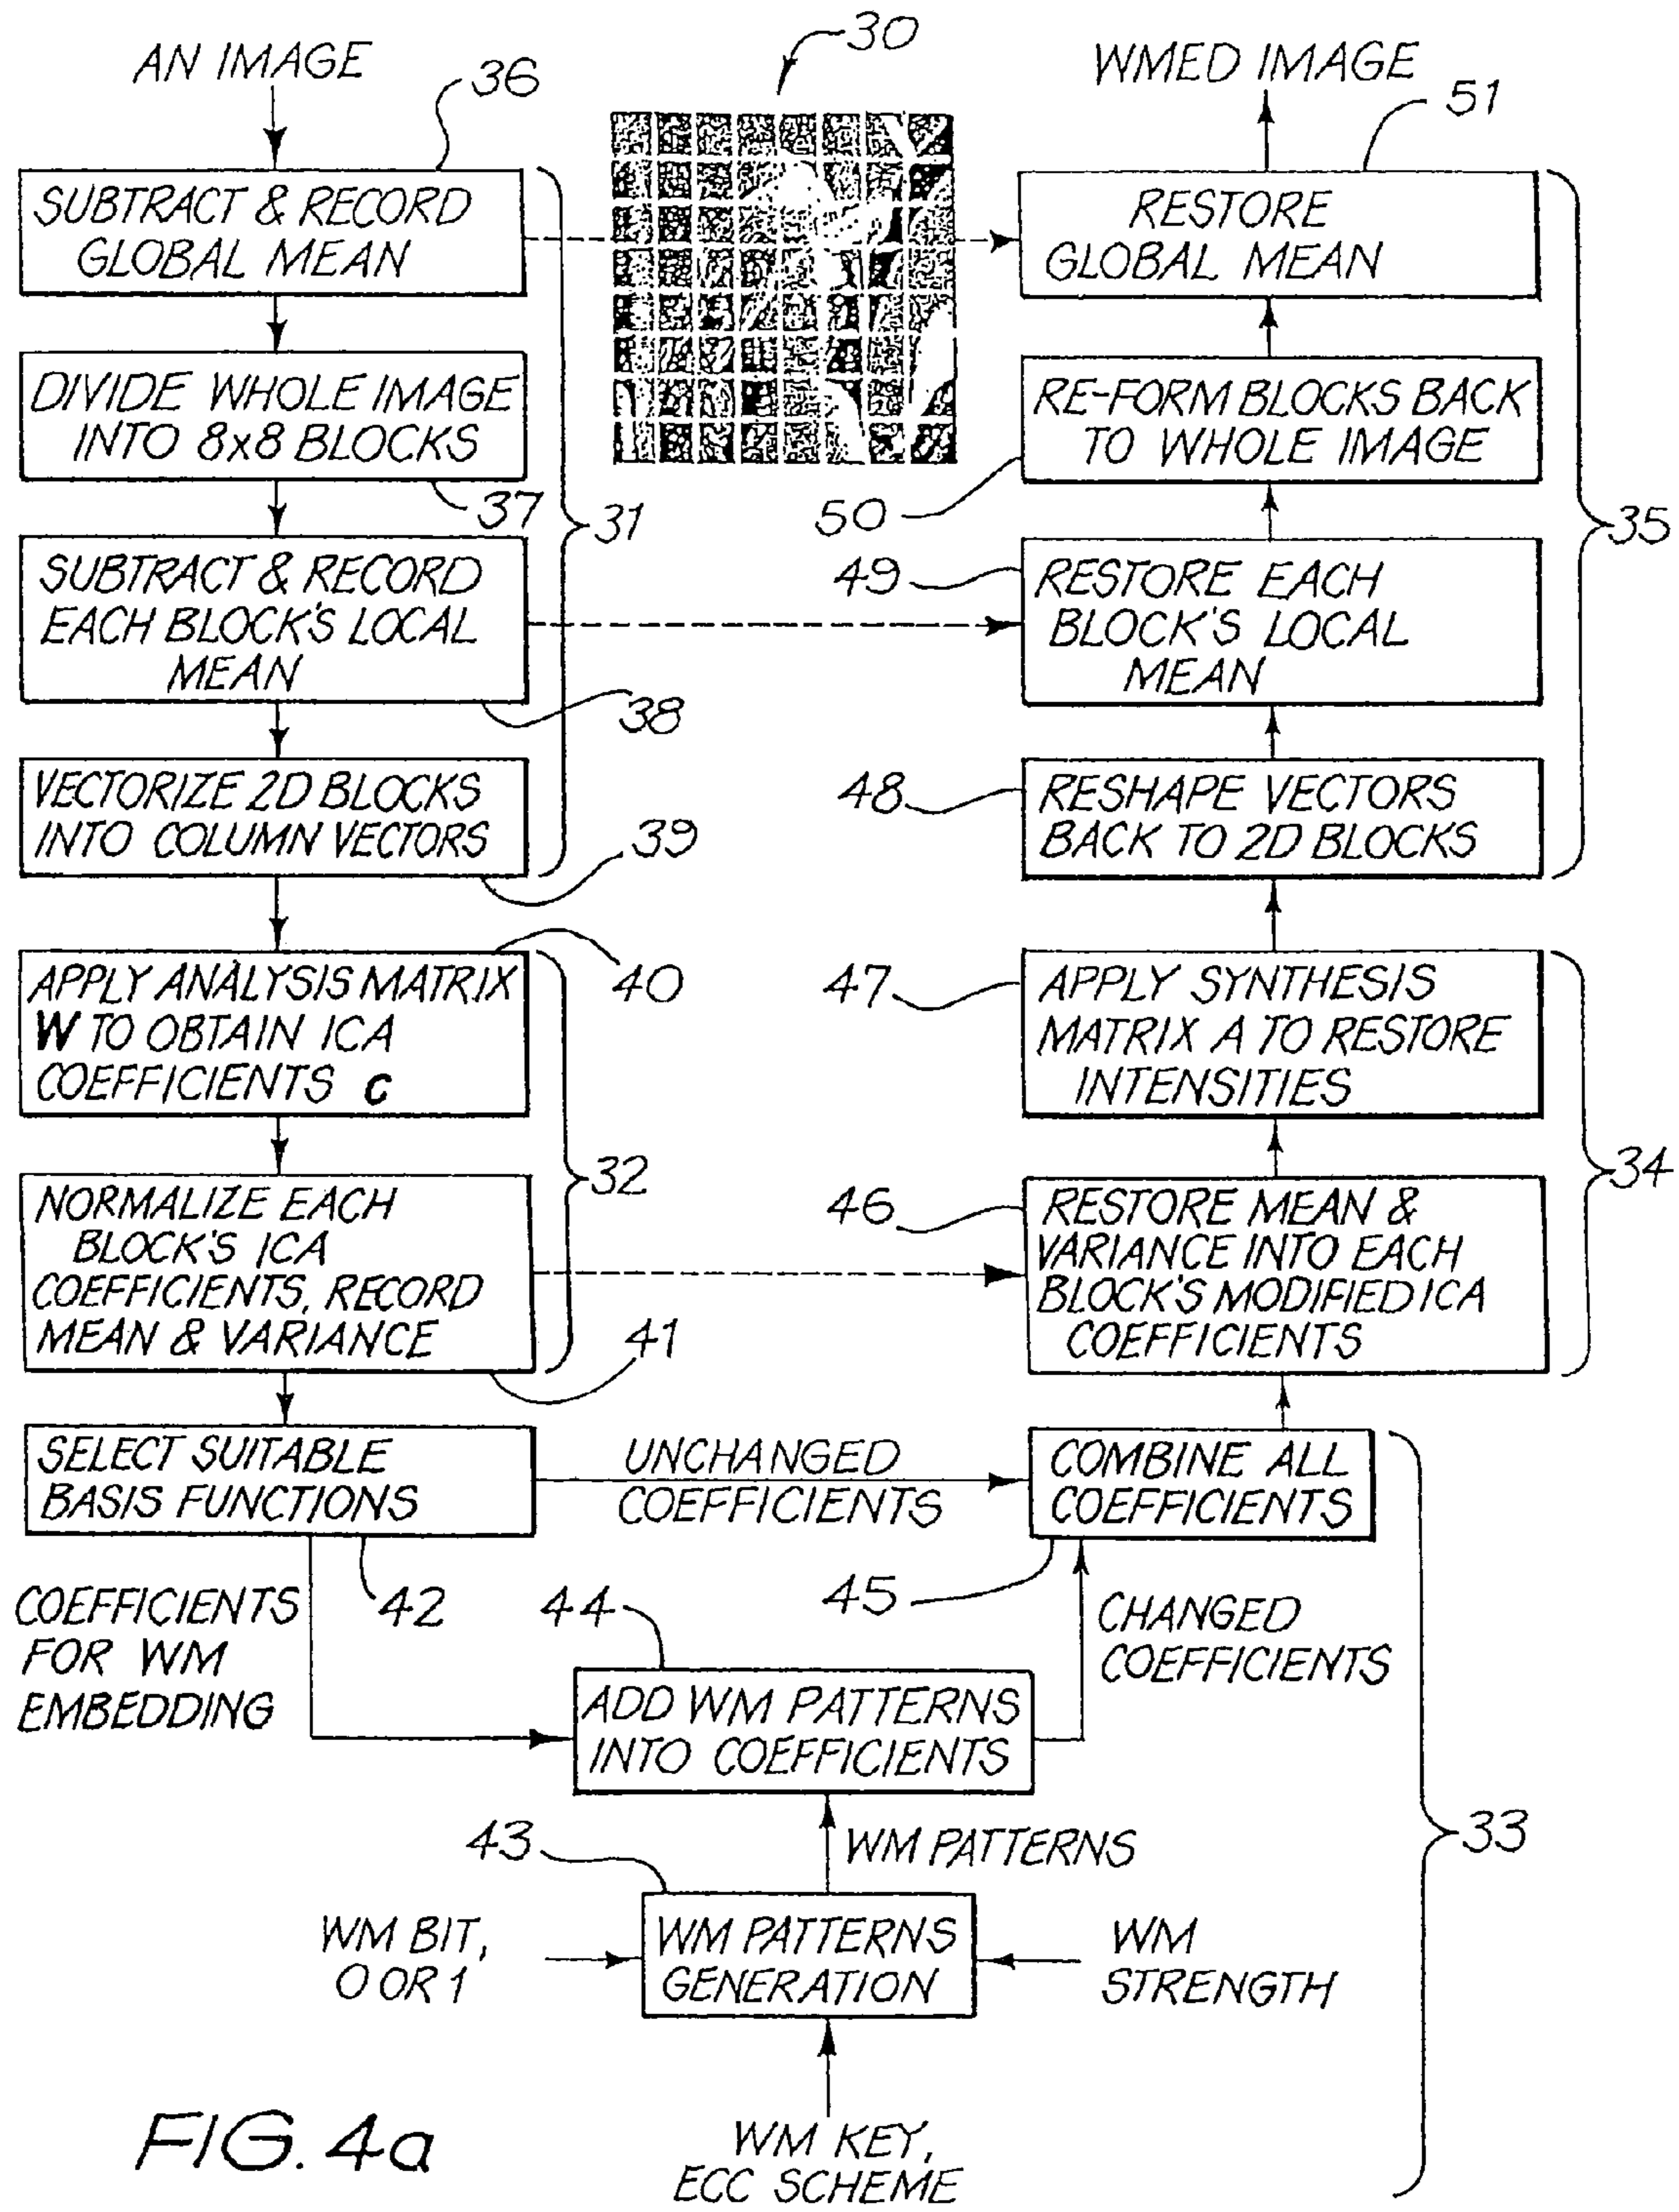 AN IMAGE
36
30
WMED IMAGE
51
SUBTRACT & RECORD
GLOBAL MEAN
RESTORE
GLOBAL MEAN
DIVIDE WHOLE IMAGE
INTO 8x8 BLOCKS
37
31
RE-FORM BLOCKS BACK
TO WHOLE IMAGE
50
35
SUBTRACT & RECORD
EACH BLOCK'S LOCAL
MEAN
38
49
RESTORE EACH
BLOCK'S LOCAL
MEAN
VECTORIZE 2D BLOCKS
INTO COLUMN VECTORS
39
48
RESHAPE VECTORS
BACK TO 2D BLOCKS
APPLY ANALYSIS MATRIX
W TO OBTAIN ICA
COEFFICIENTS C
40
47
APPLY SYNTHESIS
MATRIX A TO RESTORE
INTENSITIES
32
34
NORMALIZE EACH
BLOCK'S ICA
COEFFICIENTS, RECORD
MEAN & VARIANCE
41
46
RESTORE MEAN &
VARIANCE INTO EACH
BLOCK'S MODIFIED ICA
COEFFICIENTS
SELECT SUITABLE
BASIS FUNCTIONS
42
UNCHANGED
COEFFICIENTS
COMBINE ALL
COEFFICIENTS
45
COEFFICIENTS
FOR WM
EMBEDDING
44
CHANGED
COEFFICIENTS
ADD WM PATTERNS
INTO COEFFICIENTS
43
WM PATTERNS
33
WM BIT,
0 OR 1
WM PATTERNS
GENERATION
WM
STRENGTH
WM KEY,
ECC SCHEME
FIG. 4a